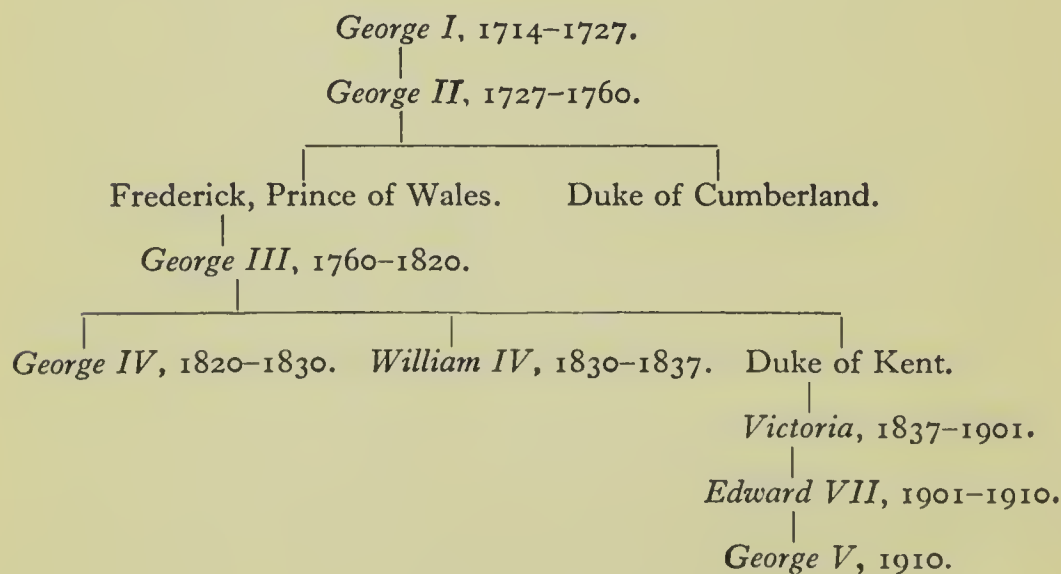 George I, 1714–1727.
George II, 1727–1760.
Frederick, Prince of Wales. Duke of Cumberland.
George III, 1760–1820.
George IV, 1820–1830. William IV, 1830–1837. Duke of Kent.
Victoria, 1837–1901.
Edward VII, 1901–1910.
George V, 1910.